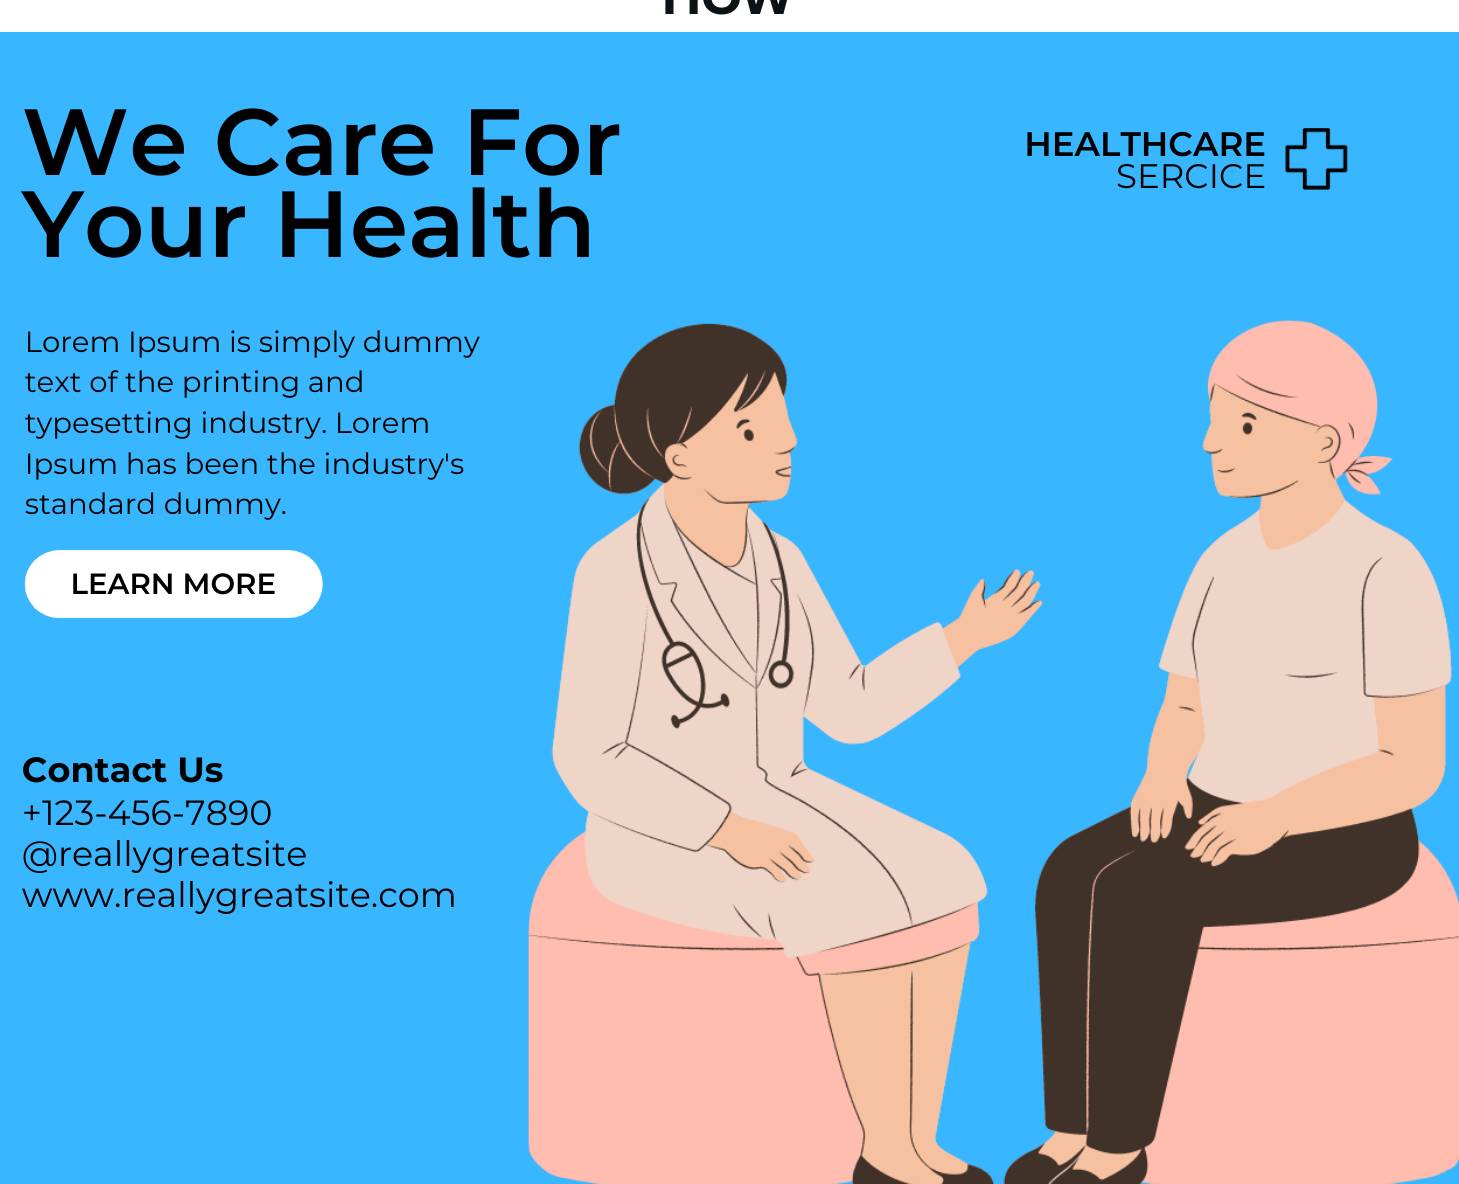 now
We Care For
Your Health
HEALTHCARE
SERCICE
Lorem Ipsum is simply dummy
text of the printing and
typesetting industry. Lorem
Ipsum has been the industry's
standard dummy.
LEARN MORE
Contact Us
+123-456-7890
@reallygreatsite
www.reallygreatsite.com